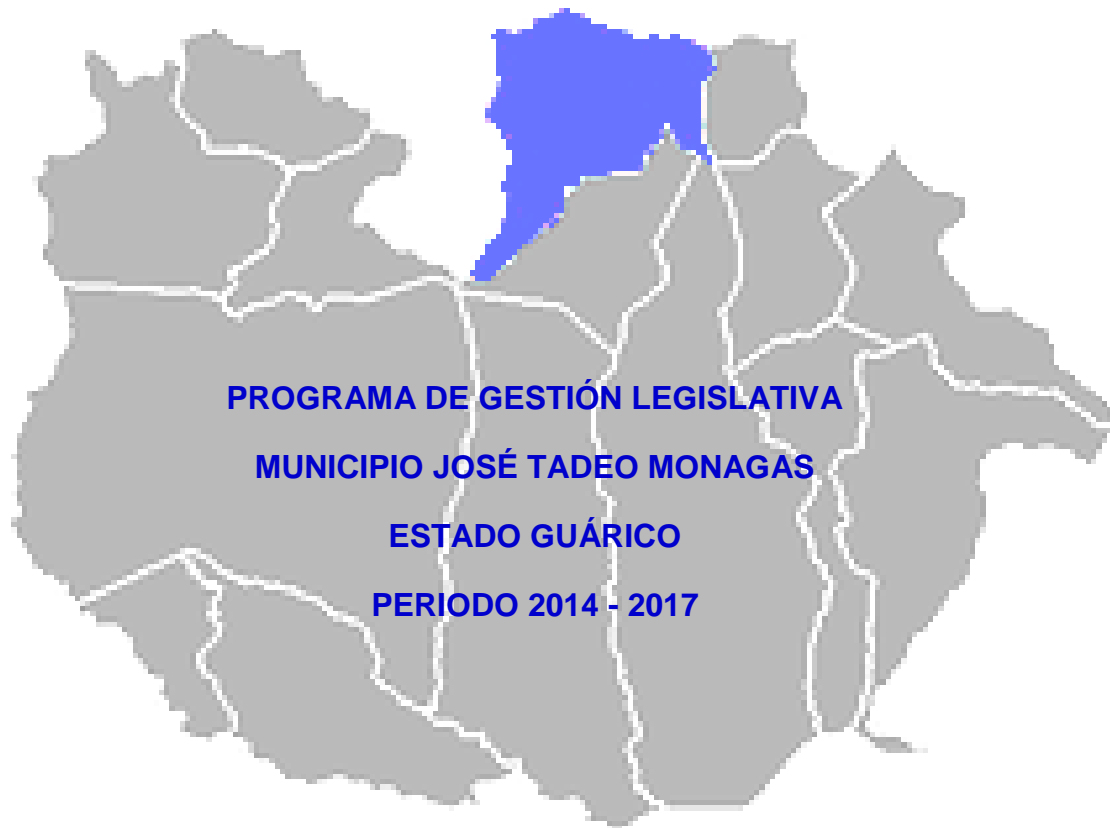 PROGRAMA DE GESTIÓN LEGISLATIVA
MUNICIPIO JOSÉ TADEO MONAGAS
ESTADO GUÁRICO
PERIODO 2014 - 2017